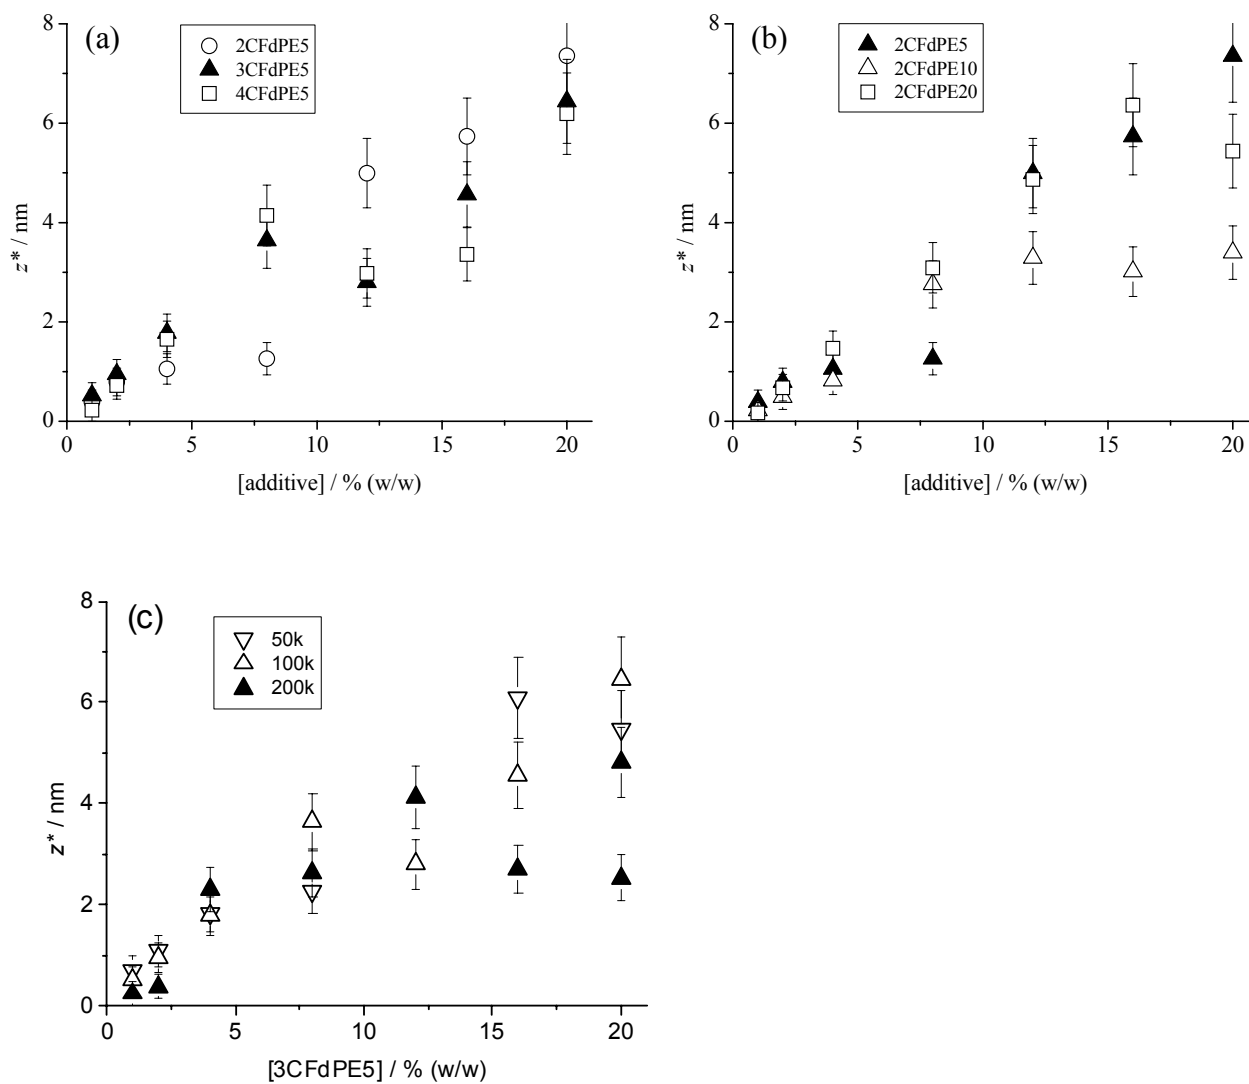 (a)
2CFdPE5
3CFdPE5
4CFdPE5
8
6
4
2
0
z* / nm
0 5 10 15 20
[additive] / % (w/w)
(b)
2CFdPE5
2CFdPE10
2CFdPE20
8
6
4
2
0
z* / nm
0 5 10 15 20
[additive] / % (w/w)
(c)
50k
100k
200k
8
6
4
2
0
z* / nm
0 5 10 15 20
[3CFdPE5] / % (w/w)